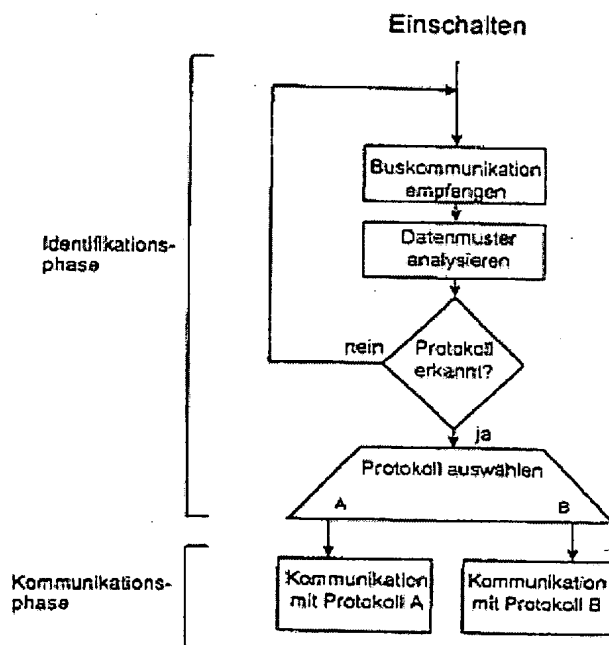 Einschalten
Buskommunikation
empfangen
Identifikations-
phase
Datenmuster
analysieren
nein
Protokoll
erkannt?
ja
Protokoll auswählen
A
B
Kommunikations-
phase
Kommunikation
mit Protokoll A
Kommunikation
mit Protokoll B